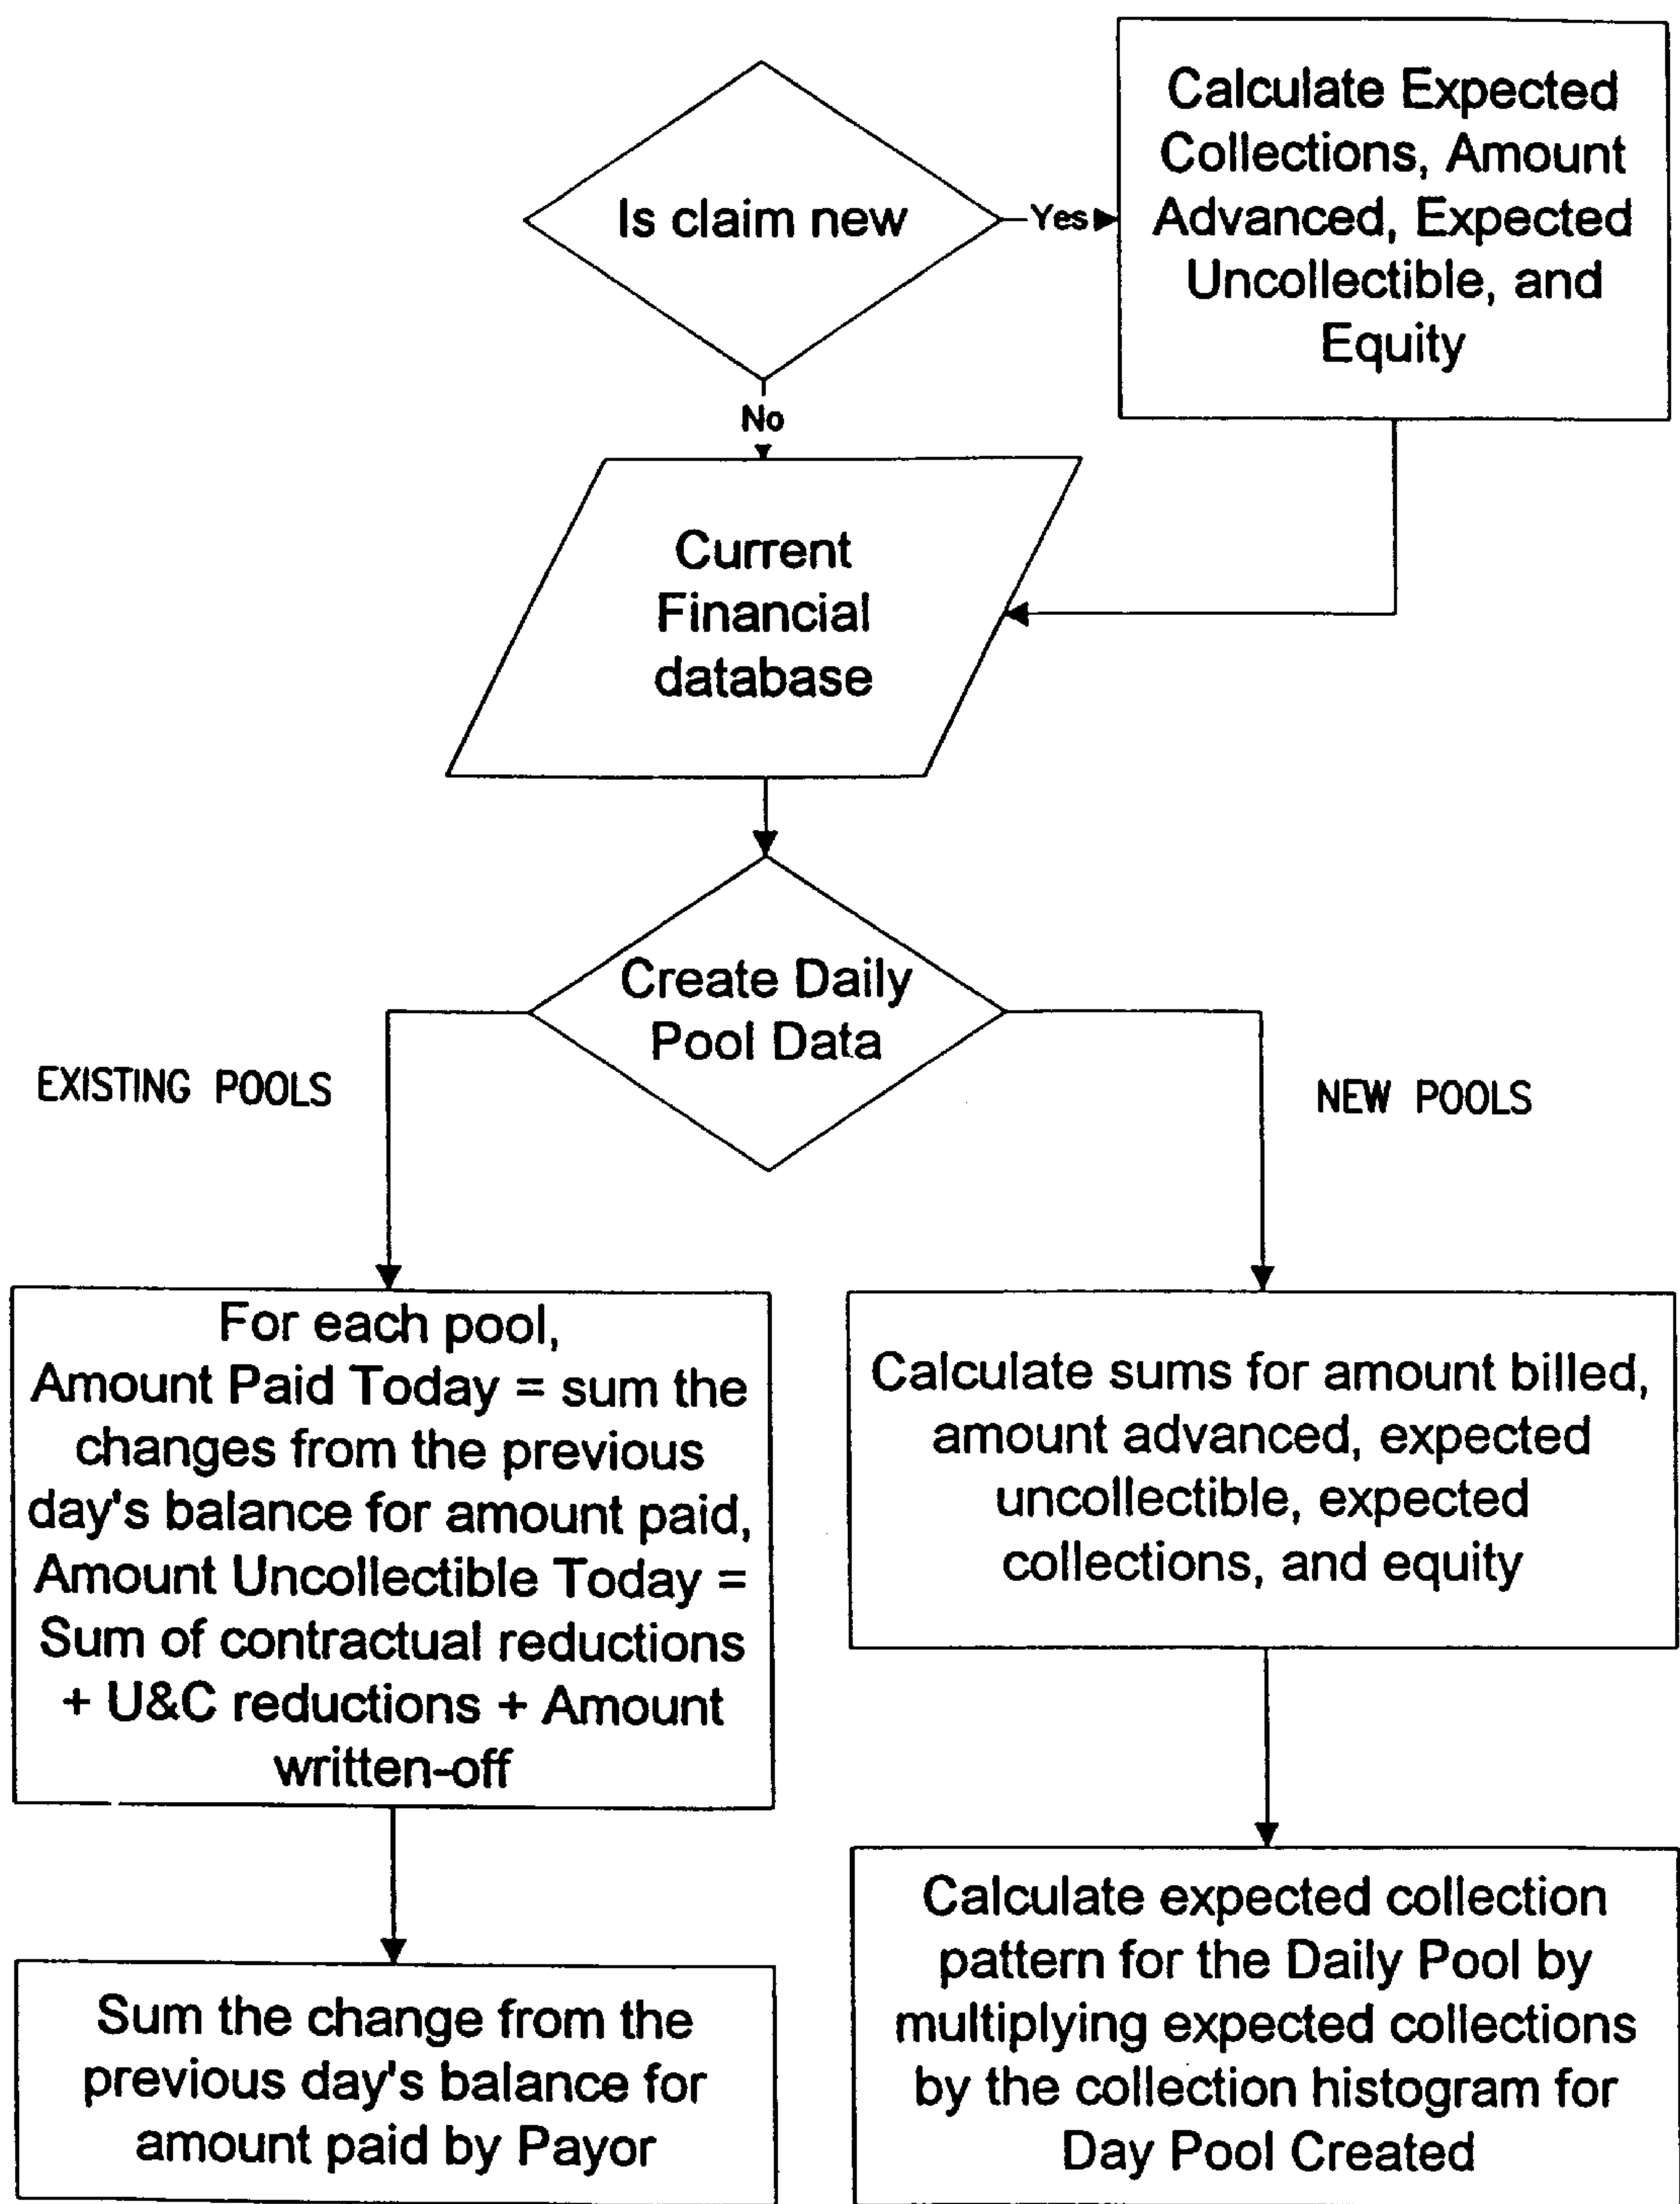 Is claim new
Yes
Calculate Expected
Collections, Amount
Advanced, Expected
Uncollectible, and
Equity
No
Current
Financial
database
Create Daily
Pool Data
EXISTING POOLS
NEW POOLS
For each pool,
Amount Paid Today = sum the
changes from the previous
day's balance for amount paid,
Amount Uncollectible Today =
Sum of contractual reductions
+ U&C reductions + Amount
written-off
Calculate sums for amount billed,
amount advanced, expected
uncollectible, expected
collections, and equity
Sum the change from the
previous day's balance for
amount paid by Payor
Calculate expected collection
pattern for the Daily Pool by
multiplying expected collections
by the collection histogram for
Day Pool Created